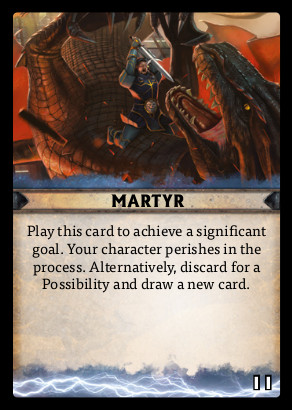 MARTYR
Play this card to achieve a significant
goal. Your character perishes in the
process. Alternatively, discard for a
Possibility and draw a new card.